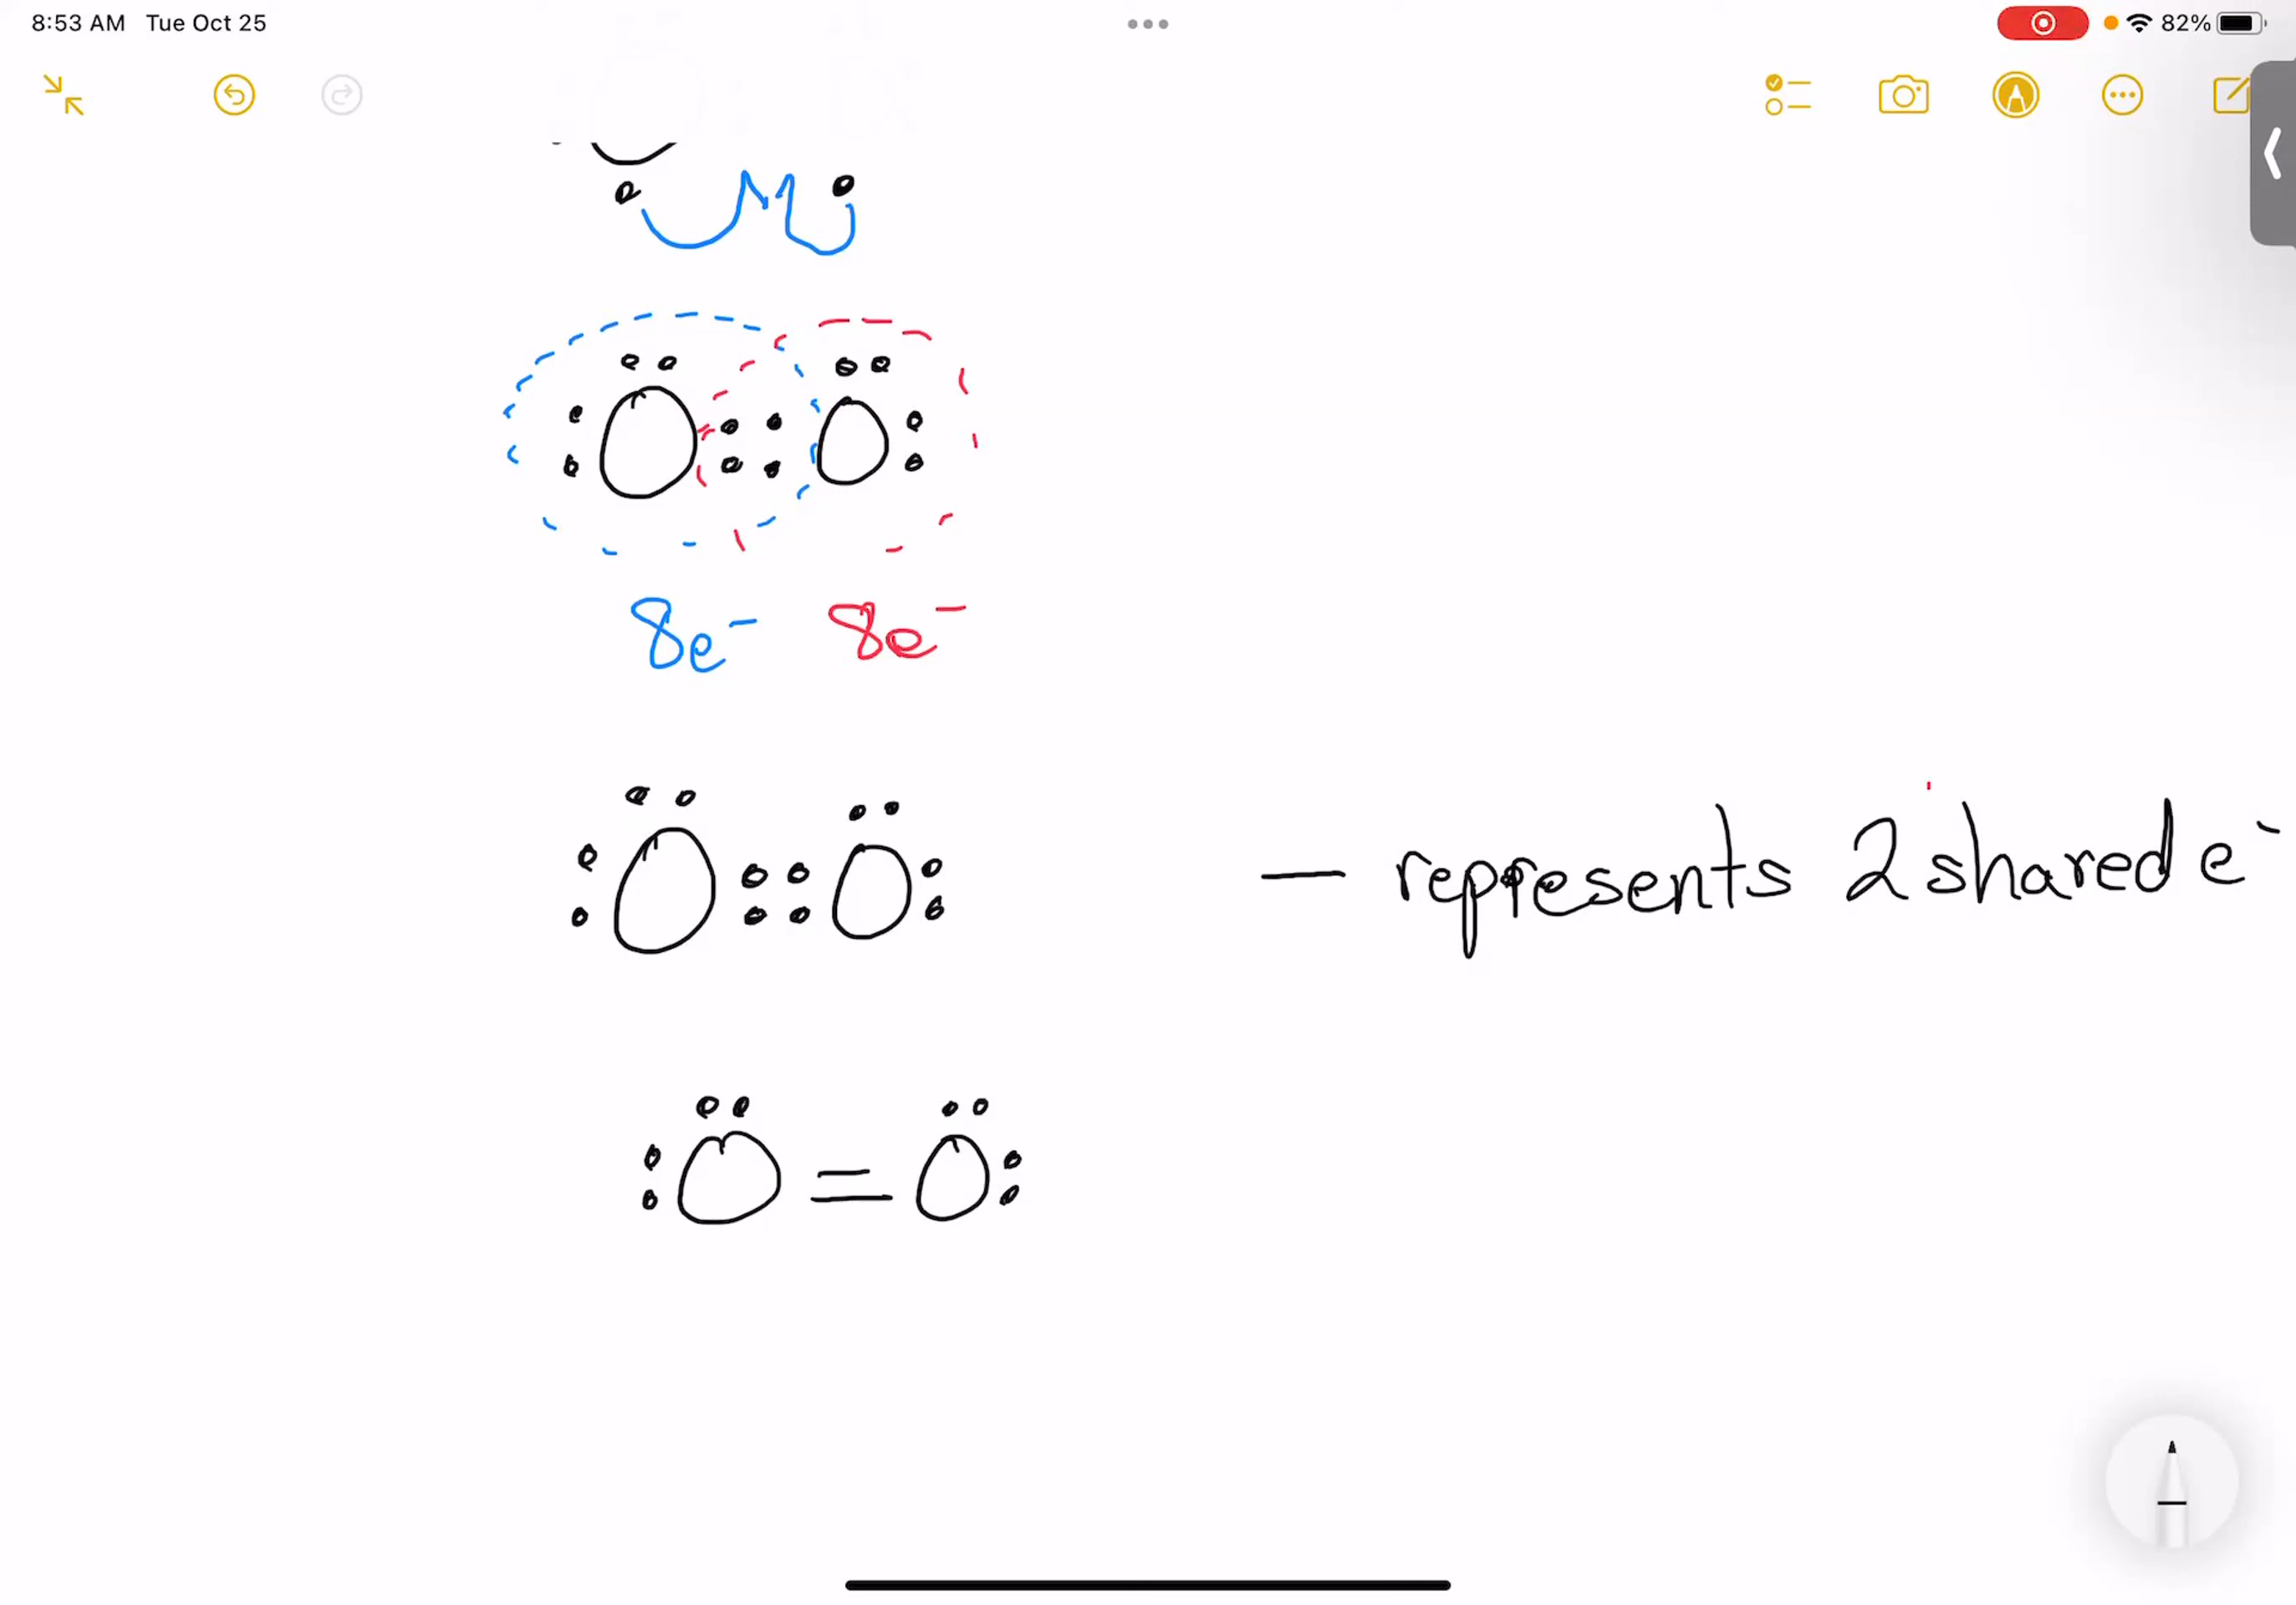 8:53 AM Tue Oct 25
82%
8e⁻ 8e⁻
O O
— represents 2 shared e⁻
O = O